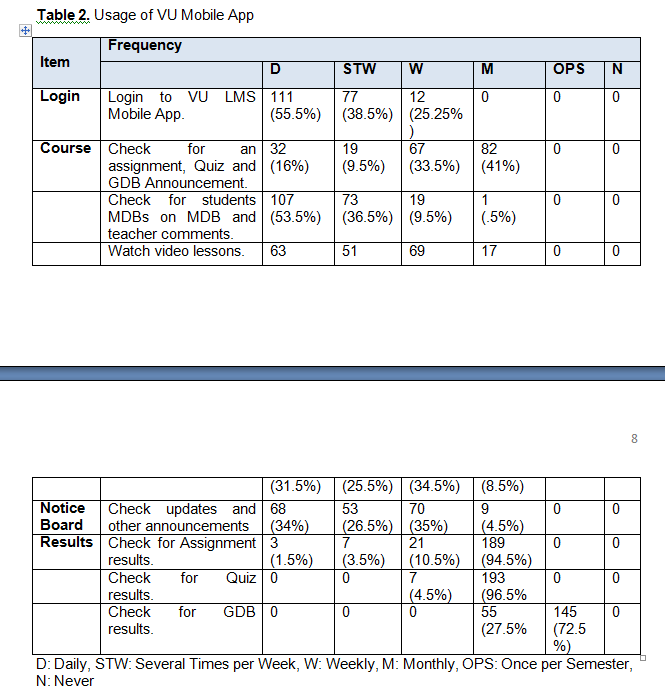 Table 2. Usage of VU Mobile App
Item Frequency
D STW W M OPS N
Login Login to VU LMS 111 77 12 0 0 0
Mobile App. (55.5%) (38.5%) (25.25%
)
Course Check for an 32 19 67 82 0 0
assignment, Quiz and (16%) (9.5%) (33.5%) (41%)
GDB Announcement.
Check for students 107 73 19 1 0 0
MDBs on MDB and (53.5%) (36.5%) (9.5%) (.5%)
teacher comments.
Watch video lessons. 63 51 69 17 0 0
8
(31.5%) (25.5%) (34.5%) (8.5%)
Notice Check updates and 68 53 70 9 0 0
Board other announcements (34%) (26.5%) (35%) (4.5%)
Results Check for Assignment 3 7 21 189 0 0
results. (1.5%) (3.5%) (10.5%) (94.5%)
Check for Quiz 0 0 7 193 0 0
results. (4.5%) (96.5%
Check for GDB 0 0 0 55 145 0
results. (27.5% (72.5
%)
D: Daily, STW: Several Times per Week, W: Weekly, M: Monthly, OPS: Once per Semester,
N: Never